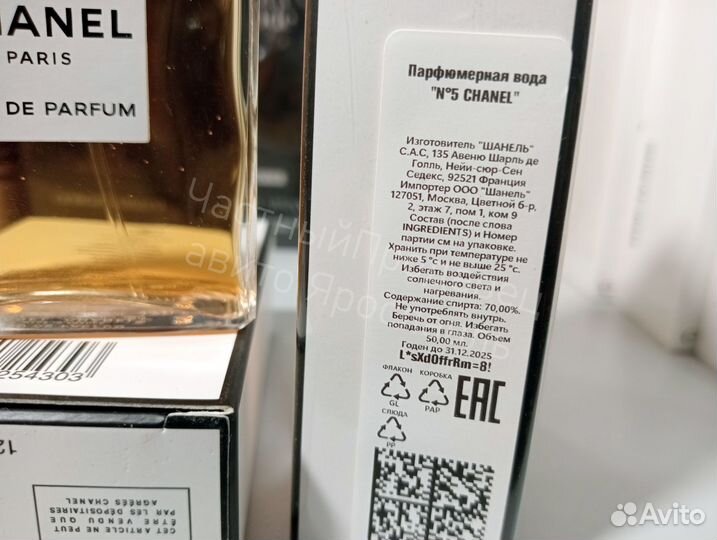 HANEL
PARIS
DE PARFUM
Парфюмерная вода
"N°5 CHANEL"
Изготовитель "ШАНЕЛЬ"
С.А.С, 135 Авеню Шарль де
Голль, Нейи-сюр-Сен
Седекс, 92521 Франция
Импортер ООО "Шанель"
127051, Москва, Цветной б-р,
2, этаж 7, пом 1, ком 9
Состав (после слова
INGREDIENTS) и Номер
партии см на упаковке.
Хранить при температуре не
ниже 5 °с и не выше 25 °с.
Избегать воздействия
солнечного света и
нагревания.
Содержание спирта: 70,00%.
Не употреблять внутрь.
Беречь от огня. Избегать
попадания в глаза. Объем
50,00 мл.
Годен до 31.12.2025
L*sXdOffrRm=8!
ФЛАКОН КОРОБКА
GL PAP
EAC
СЛЮДА
PP
254303
12
CET ARTICLE NE PEUT
ÊTRE VENDU QUE
PAR LES DÉPOSITAIRES
AGRÉÉS CHANEL
авито
Avito